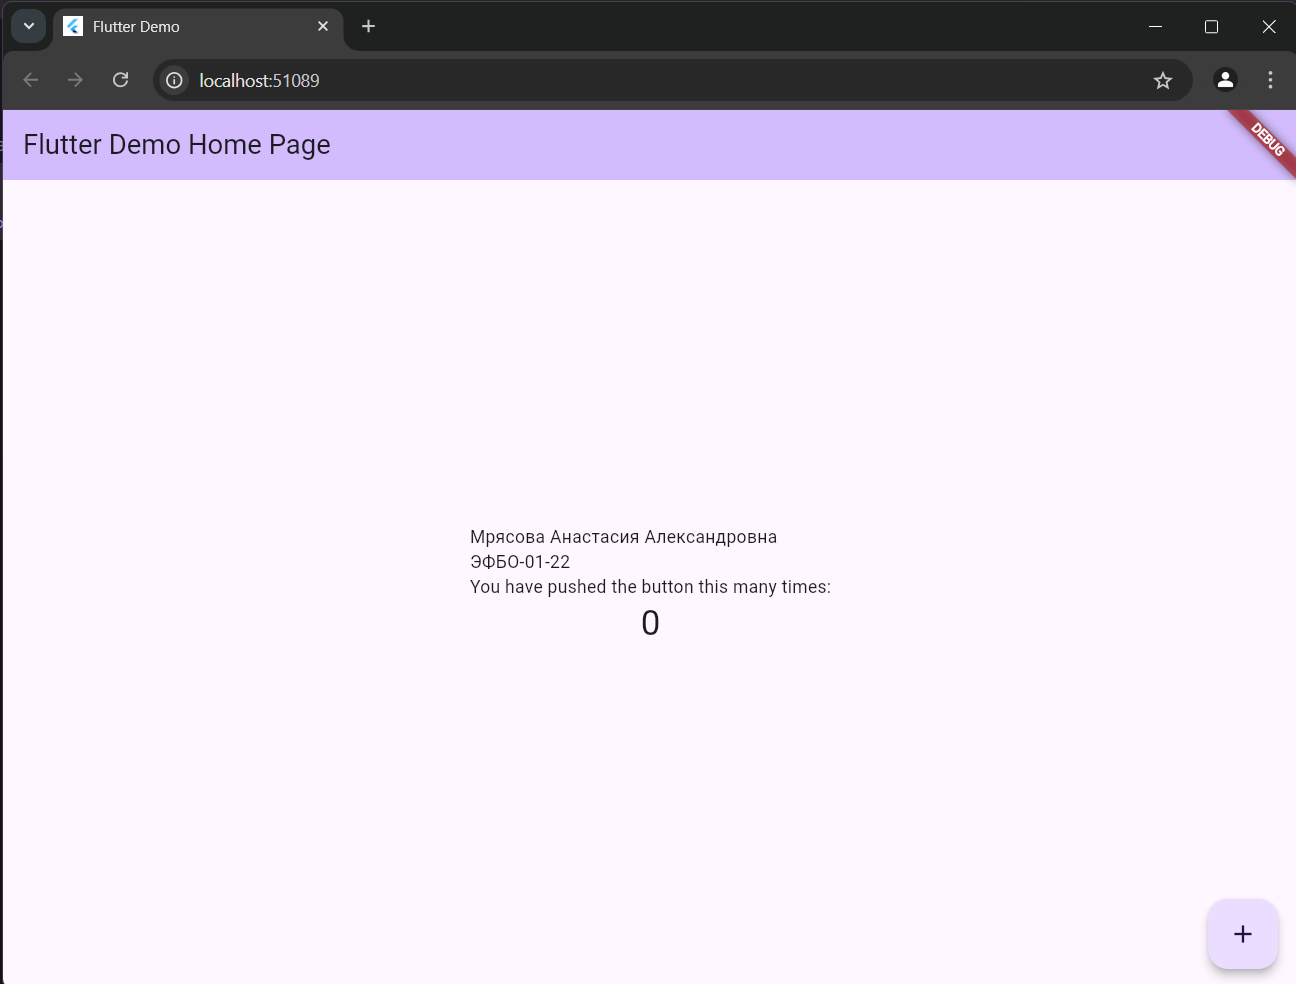 Flutter Demo
localhost:51089
Flutter Demo Home Page
DEBUG
Мрясова Анастасия Александровна
ЭФБО-01-22
You have pushed the button this many times:
0